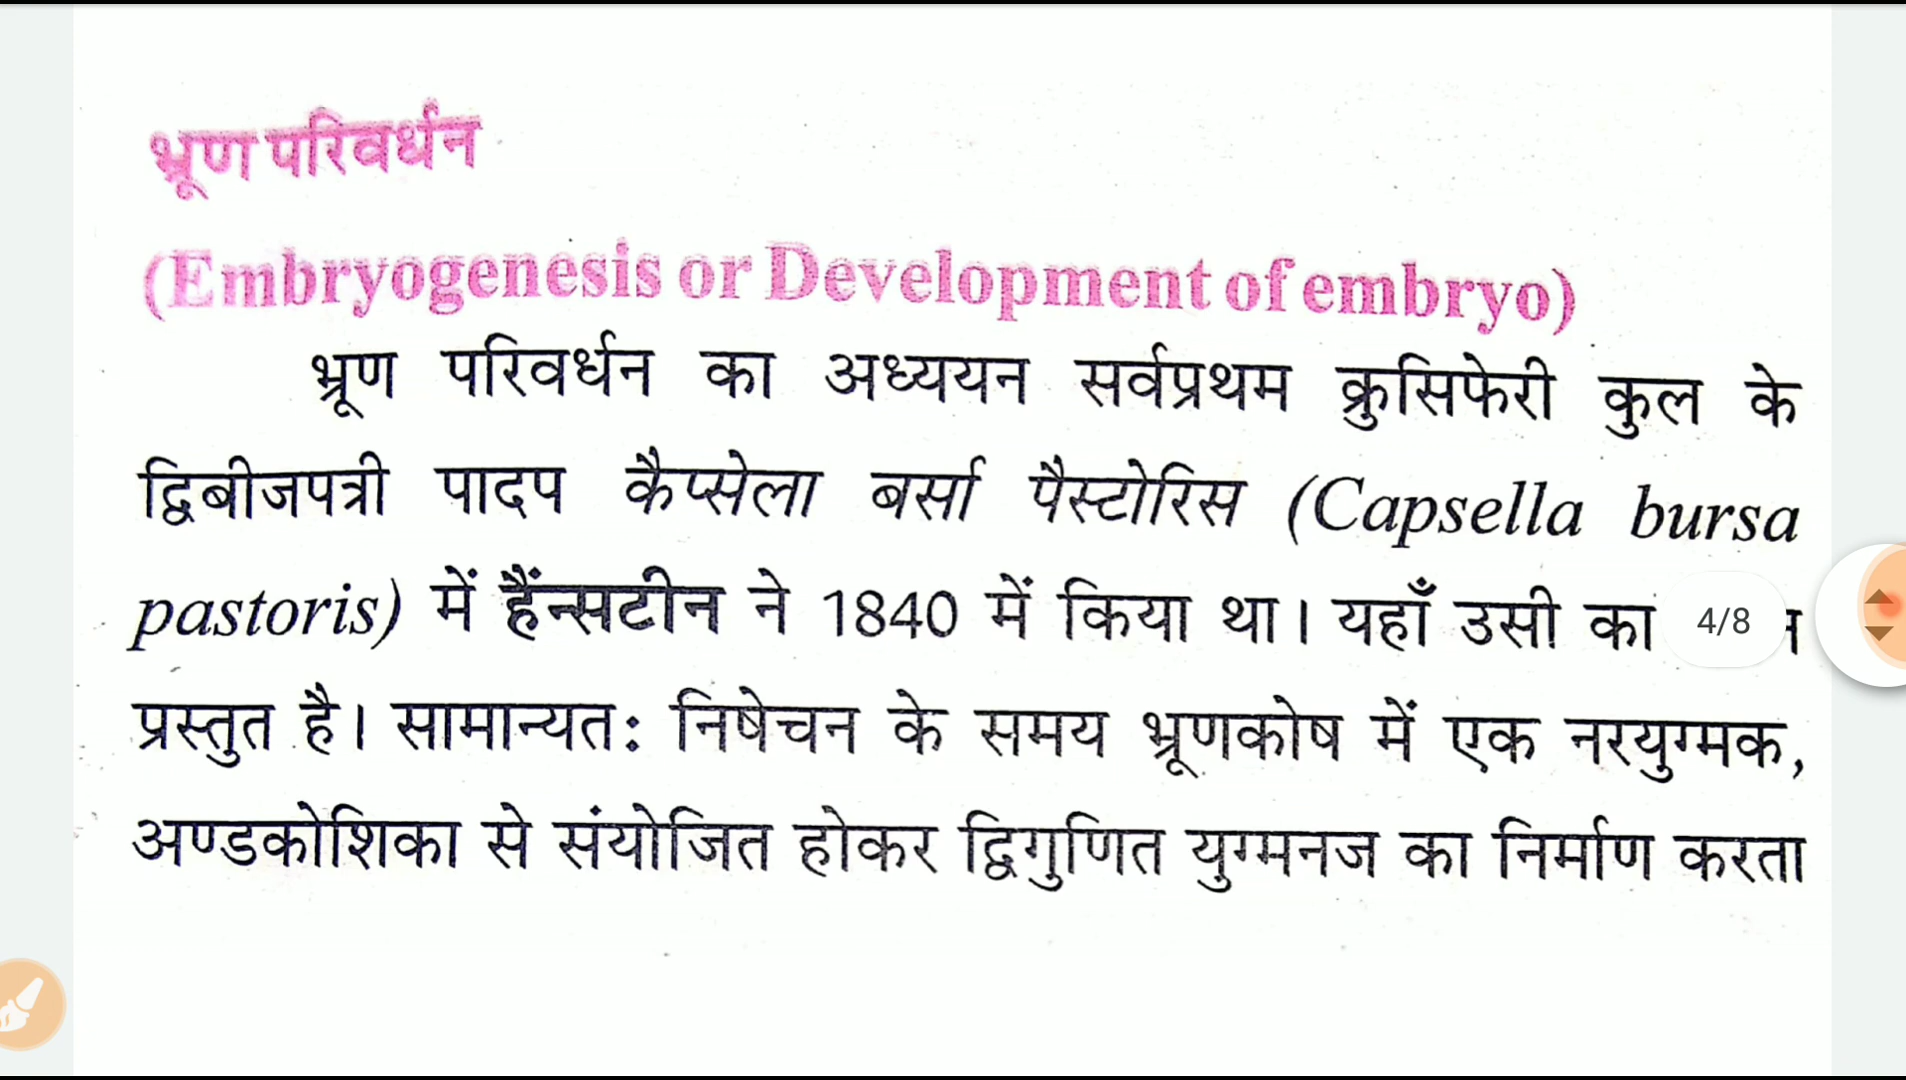 भ्रूण परिवर्धन
(Embryogenesis or Development of embryo)
भ्रूण परिवर्धन का अध्ययन सर्वप्रथम क्रुसिफेरी कुल के
द्विबीजपत्री पादप कैप्सेला बर्सा पैस्टोरिस (Capsella bursa
pastoris) में हैंन्सटीन ने 1840 में किया था। यहाँ उसी का
4/8
प्रस्तुत है। सामान्यतः निषेचन के समय भ्रूणकोष में एक नरयुग्मक,
अण्डकोशिका से संयोजित होकर द्विगुणित युग्मनज का निर्माण करता